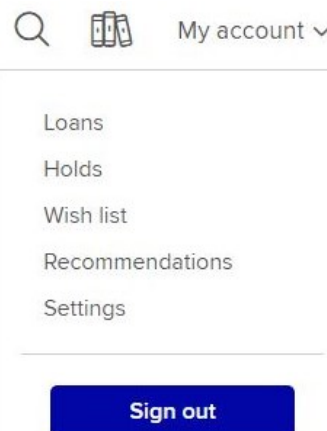 My account
Loans
Holds
Wish list
Recommendations
Settings
Sign out